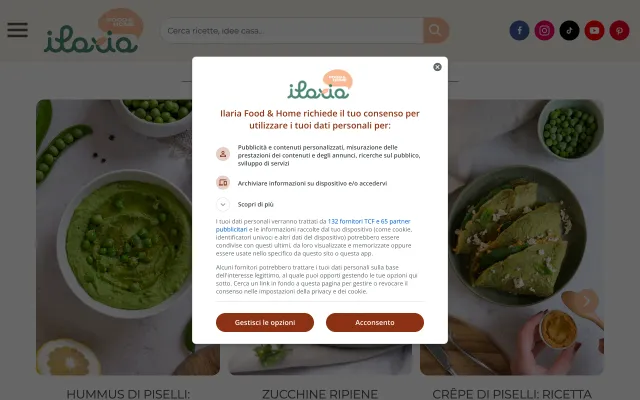 ilaria
FOOD &
HOME
Cerca ricette, idee casa...
ilaria
Ilaria Food & Home richiede il tuo consenso per
utilizzare i tuoi dati personali per:
Pubblicità e contenuti personalizzati, misurazione delle
prestazioni dei contenuti e degli annunci, ricerche sul pubblico,
sviluppo di servizi
Archiviare informazioni su dispositivo e/o accedervi
Scopri di più
I tuoi dati personali verranno trattati da 132 fornitori TCF e 65 partner
pubblicitari e le informazioni raccolte dal tuo dispositivo (come cookie,
identificatori univoci e altri dati del dispositivo) potrebbero essere
condivise con questi ultimi, da loro visualizzate e memorizzate oppure
essere usate nello specifico da questo sito o questa app.
Alcuni fornitori potrebbero trattare i tuoi dati personali sulla base
dell'interesse legittimo, al quale puoi opporti gestendo le tue opzioni qui
sotto. Cerca un link in fondo a questa pagina per gestire o revocare il
consenso nelle impostazioni della privacy e dei cookie.
Gestisci le opzioni
Acconsento
HUMMUS DI PISELLI:
ZUCCHINE RIPIENE
CRÊPE DI PISELLI: RICETTA